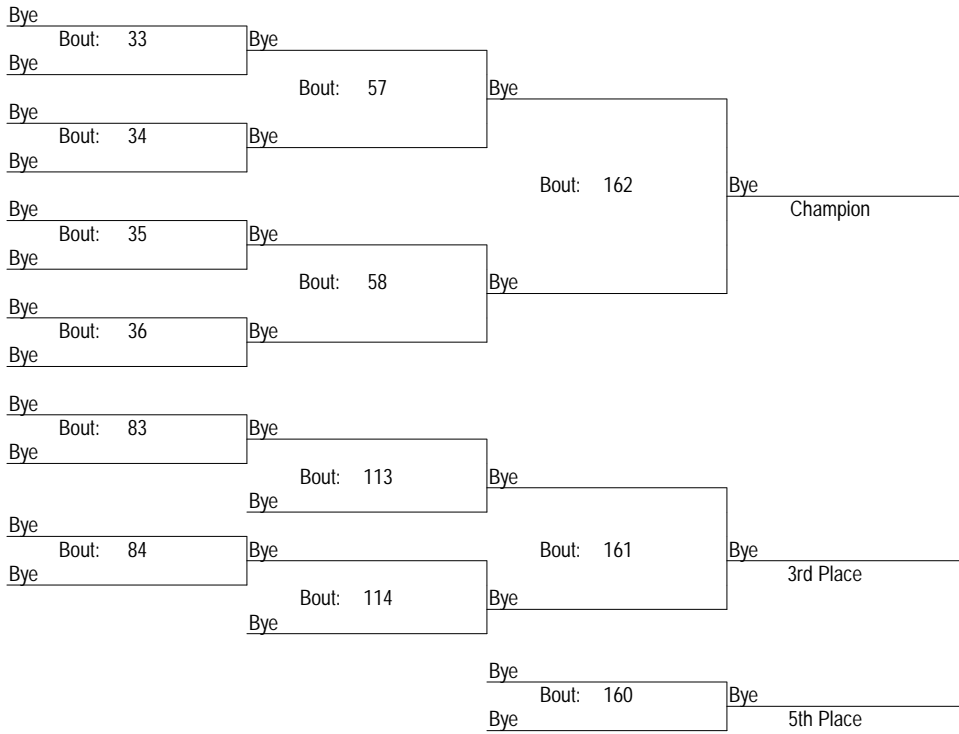 Bye
Bout: 33 Bye
Bye
Bout: 57 Bye
Bye
Bout: 34 Bye
Bye
Bout: 162 Bye
Champion
Bye
Bout: 35 Bye
Bye
Bout: 58 Bye
Bye
Bout: 36 Bye
Bye
Bye
Bout: 83 Bye
Bye
Bout: 113 Bye
Bye
Bye
Bout: 84 Bye
Bye
Bout: 161 Bye
3rd Place
Bout: 114 Bye
Bye
Bye
Bout: 160 Bye
Bye
5th Place